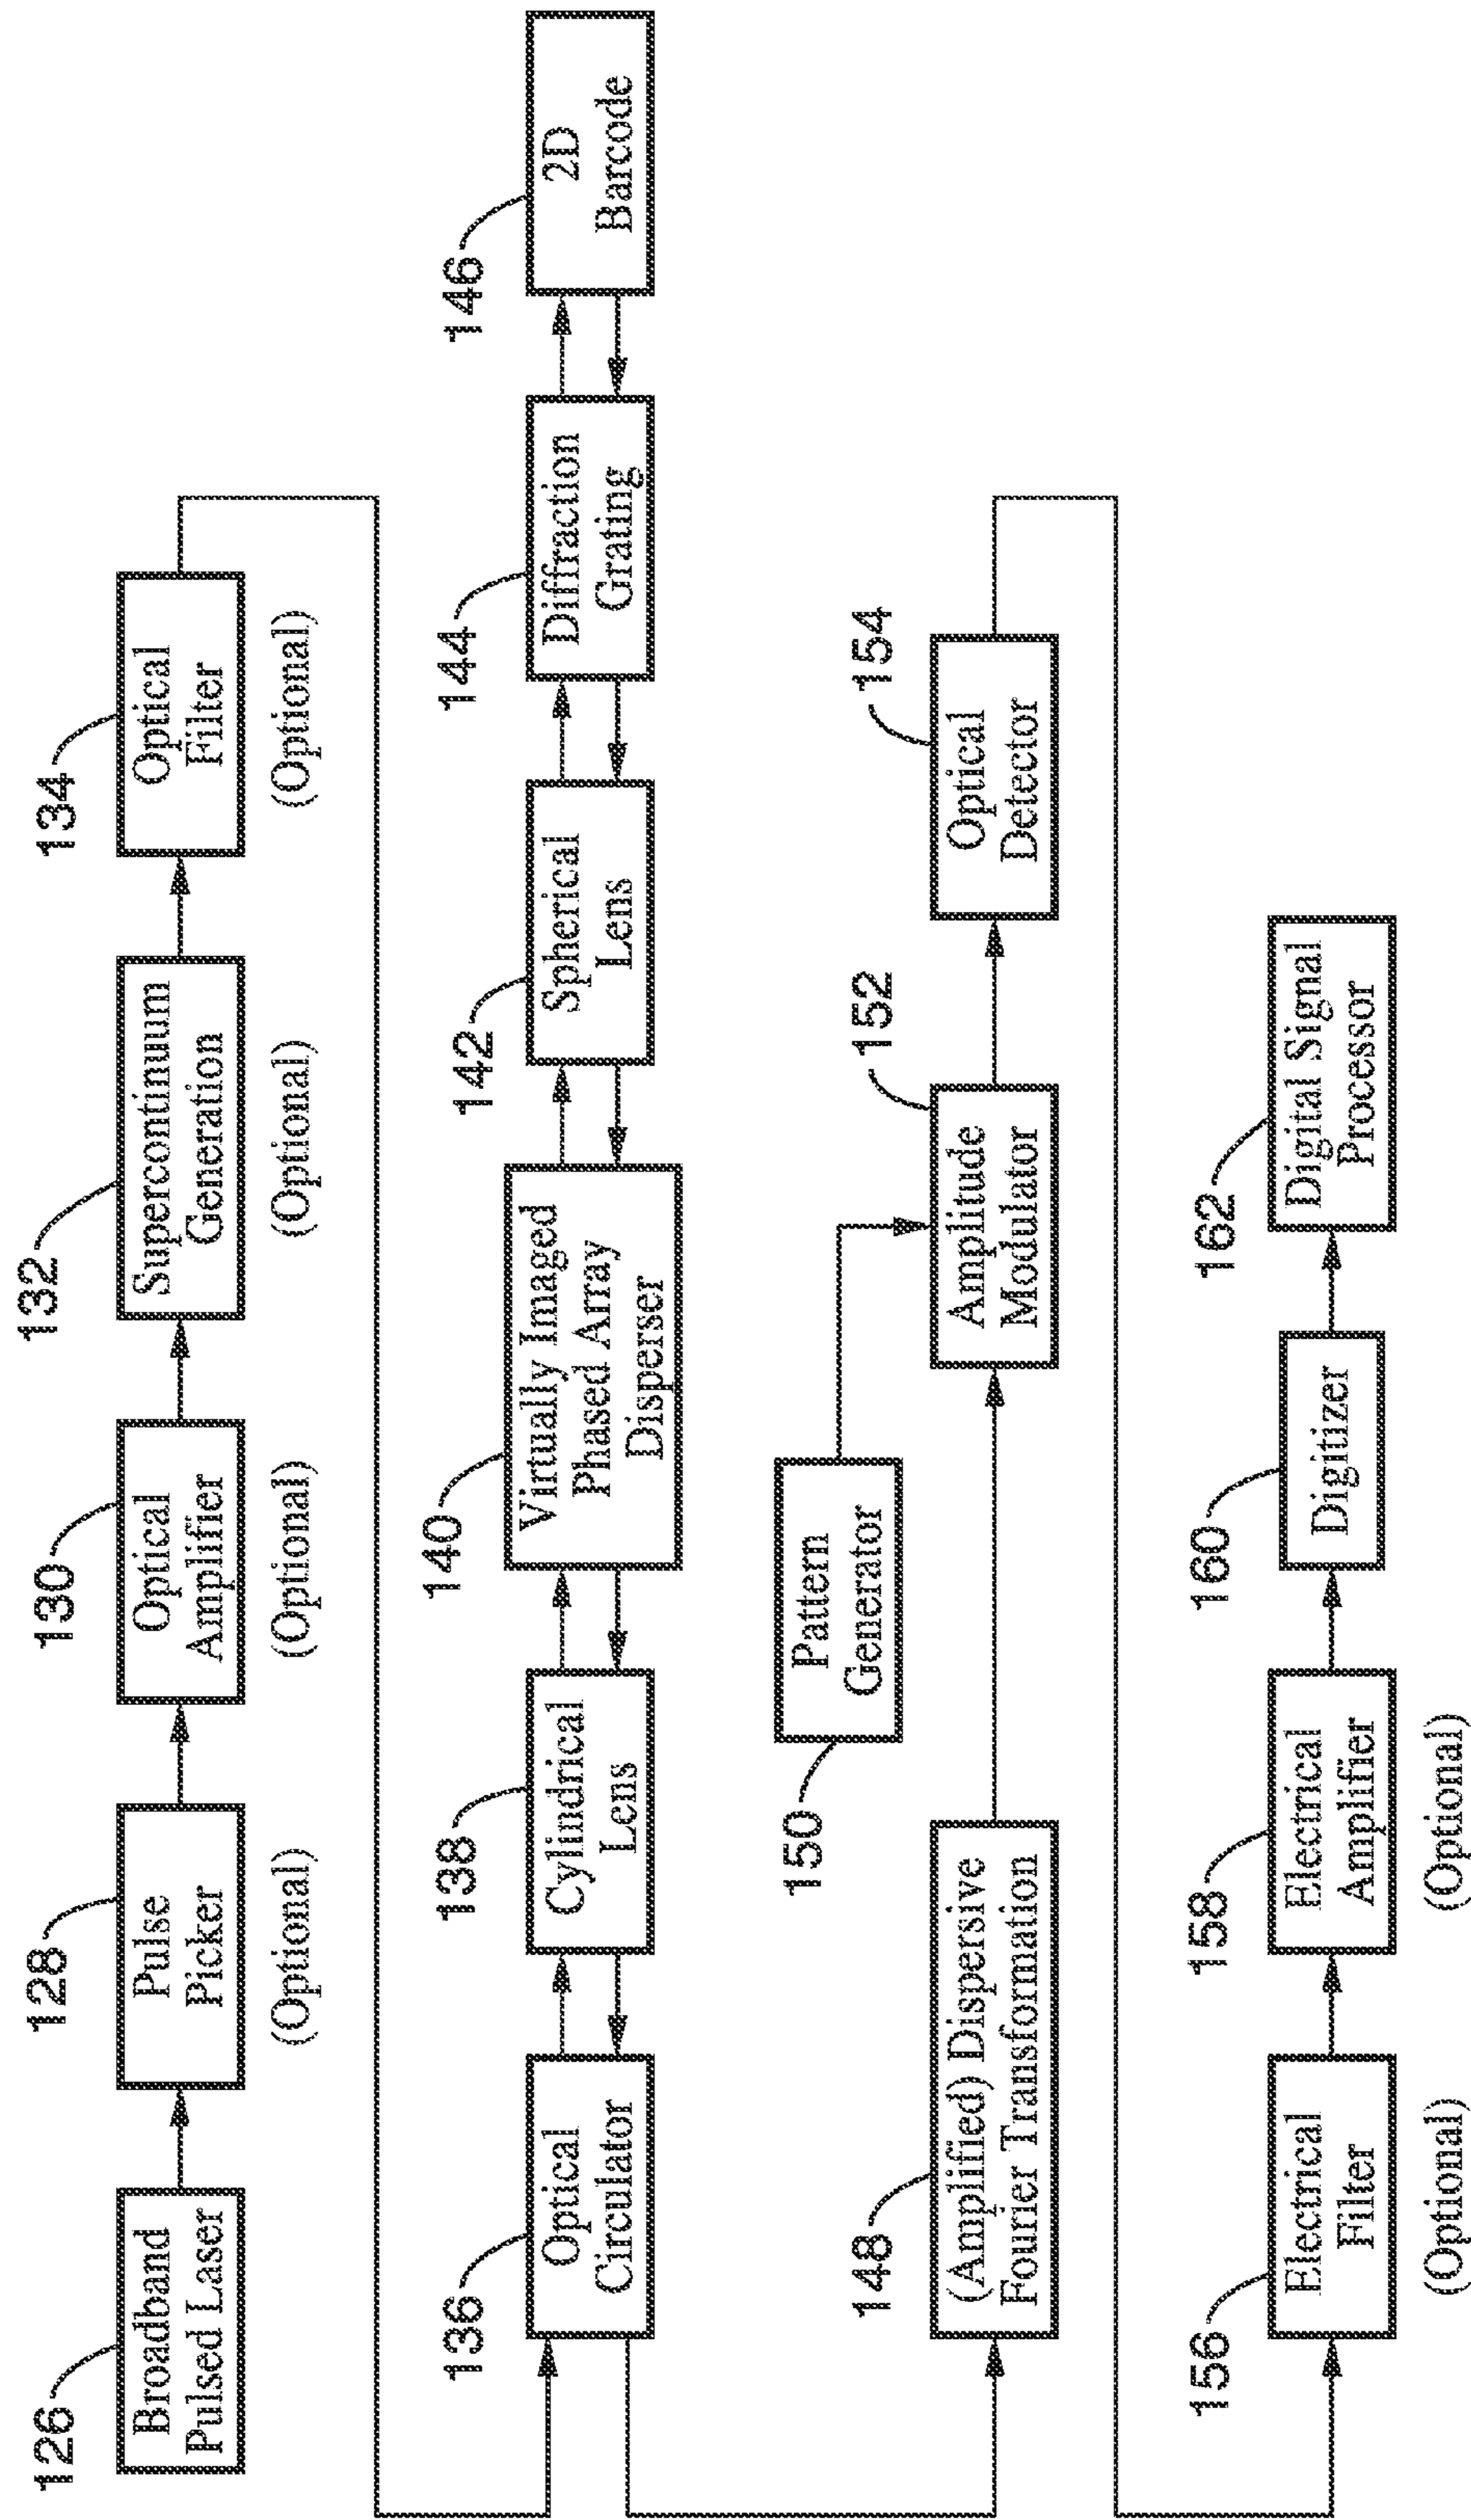 126
Broadband
Pulsed Laser
128
Pulse
Picker
(Optional)
130
Optical
Amplifier
(Optional)
132
Supercontinuum
Generation
(Optional)
134
Optical
Filter
(Optional)
136
Optical
Circulator
138
Cylindrical
Lens
140
Virtually Imaged
Phased Array
Disperser
142
Spherical
Lens
144
Diffraction
Grating
146
2D
Barcode
148
(Amplified) Dispersive
Fourier Transformation
150
Pattern
Generator
152
Amplitude
Modulator
154
Optical
Detector
156
Electrical
Filter
(Optional)
158
Electrical
Amplifier
(Optional)
160
Digitizer
162
Digital Signal
Processor